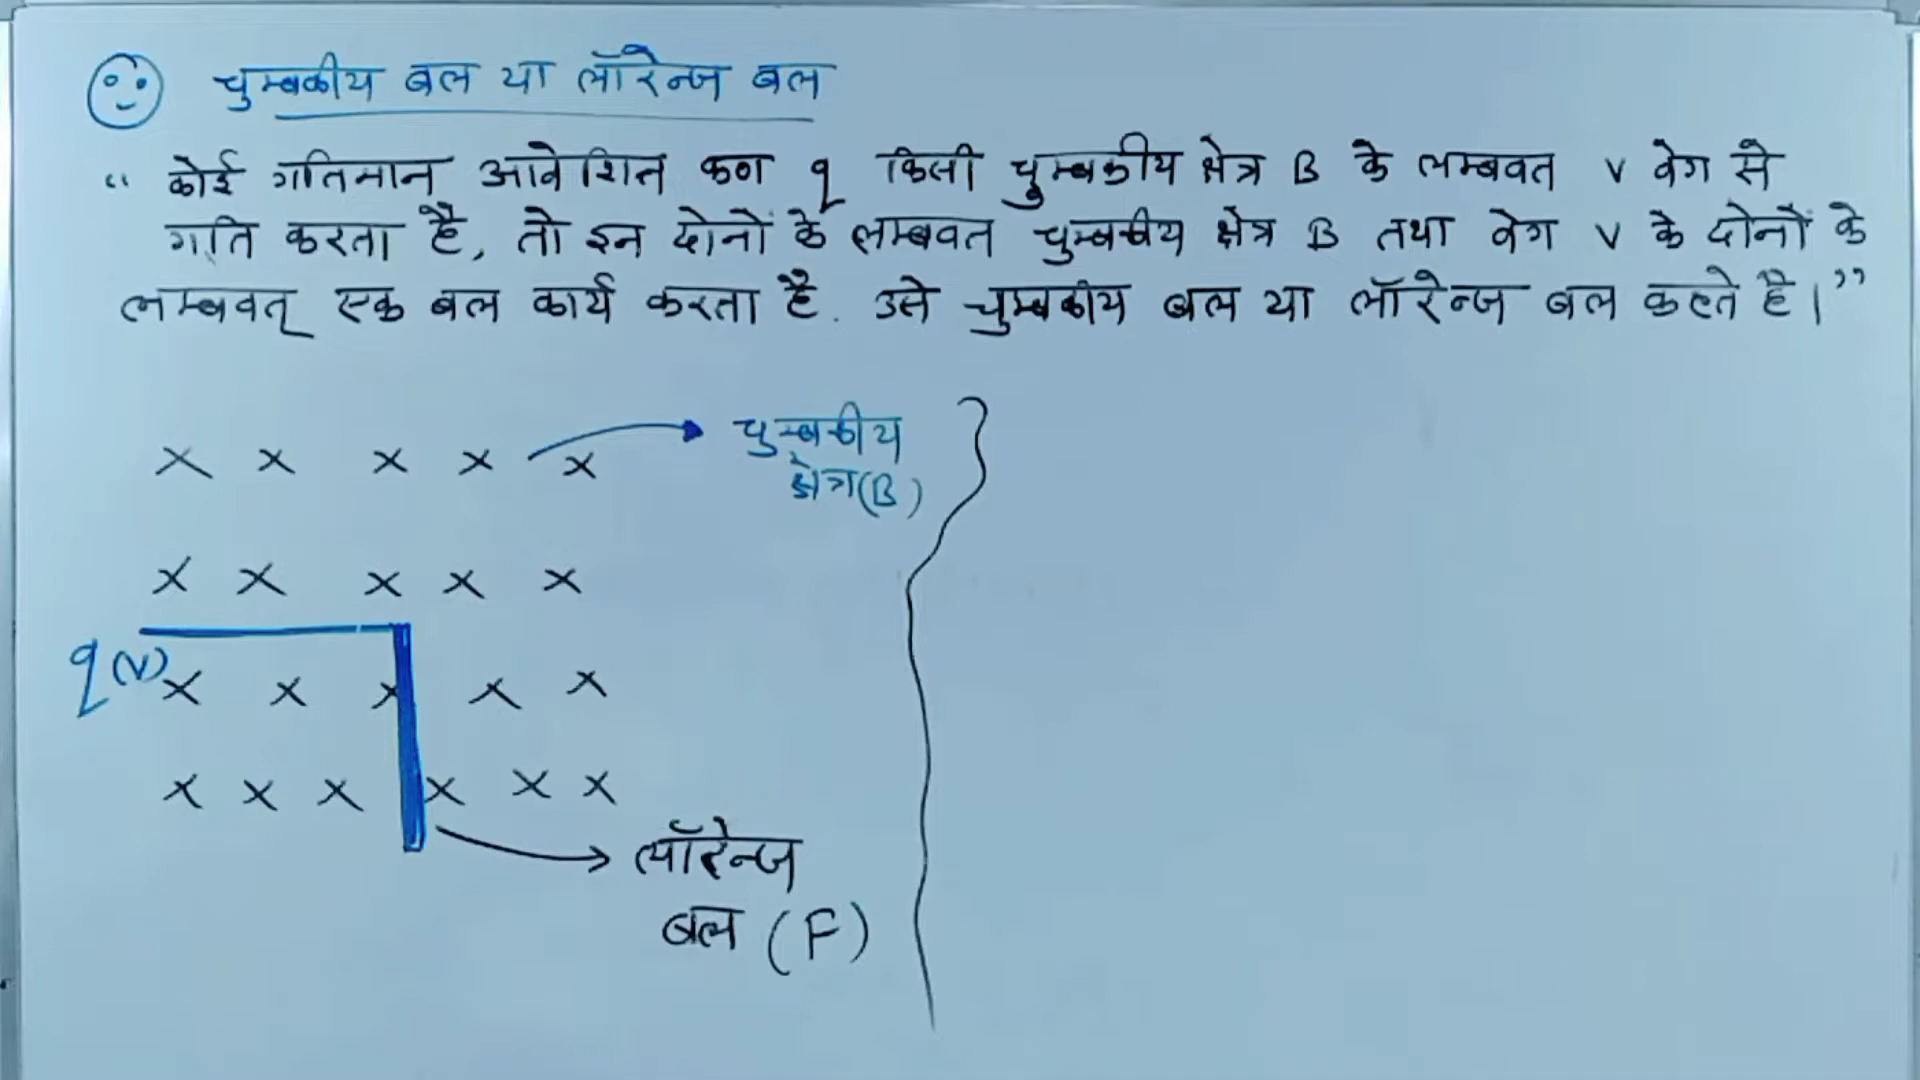 चुम्बकीय बल या लॉरेन्ज बल
“ कोई गतिमान आवेशित कण q किसी चुम्बकीय क्षेत्र B के लम्बवत v वेग से
गति करता है, तो इन दोनों के लम्बवत चुम्बकीय क्षेत्र B तथा वेग v के दोनों के
लम्बवत् एक बल कार्य करता है. उसे चुम्बकीय बल या लॉरेन्ज बल कहते है।”
x x x x x
चुम्बकीय
क्षेत्र(B)
x x x x x
q(v)
x x x x x
x x x x x x
लॉरेन्ज
बल (F)